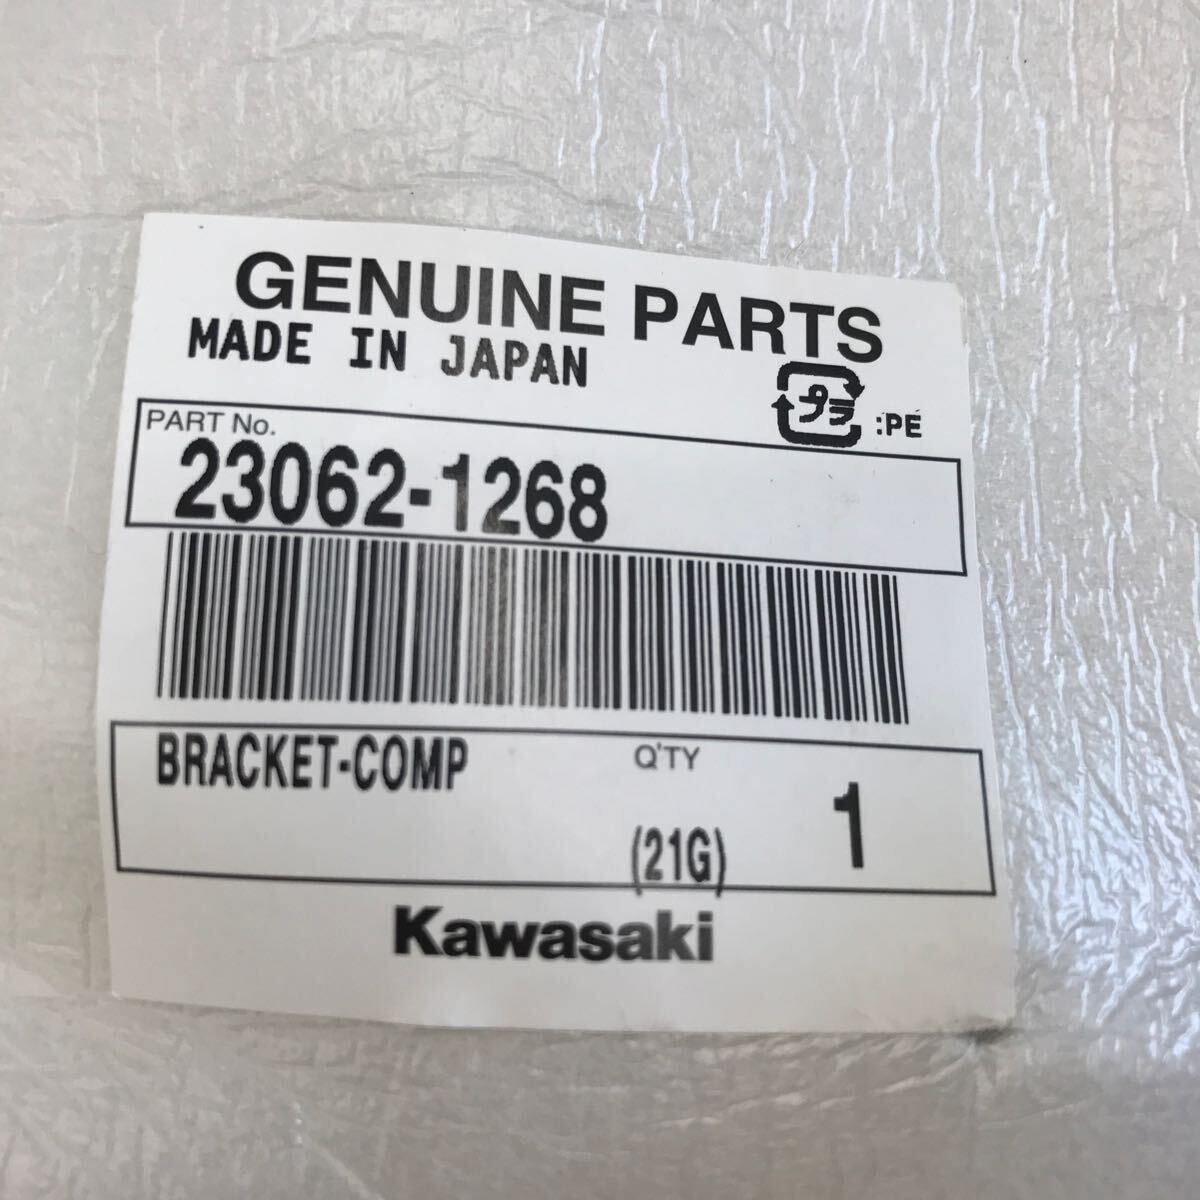 GENUINE PARTS
MADE IN JAPAN
プラ :PE
PART No.
23062-1268
BRACKET-COMP
Q'TY
1
(21G)
Kawasaki